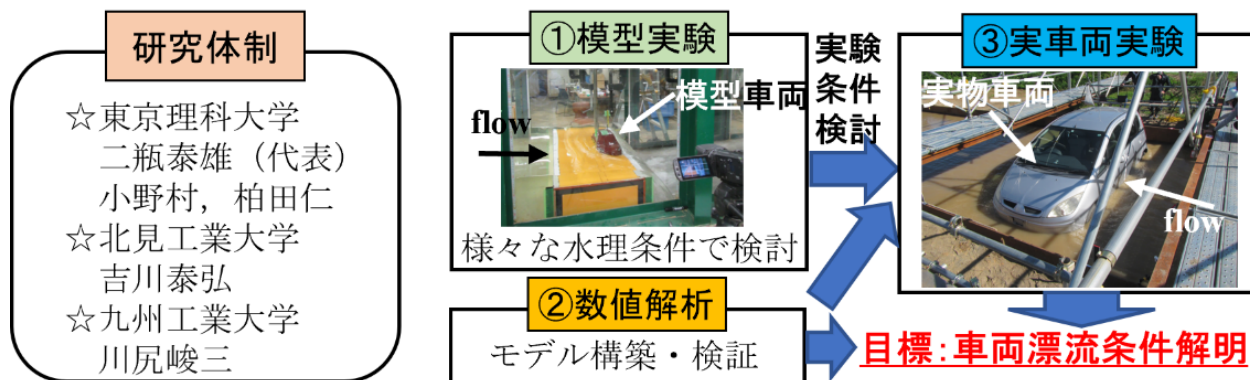 研究体制
☆東京理科大学
二瓶泰雄（代表）
小野村，柏田仁
☆北見工業大学
吉川泰弘
☆九州工業大学
川尻峻三
①模型実験
模型車両
flow
様々な水理条件で検討
②数値解析
モデル構築・検証
実験
条件
検討
③実車両実験
実物車両
flow
目標：車両漂流条件解明